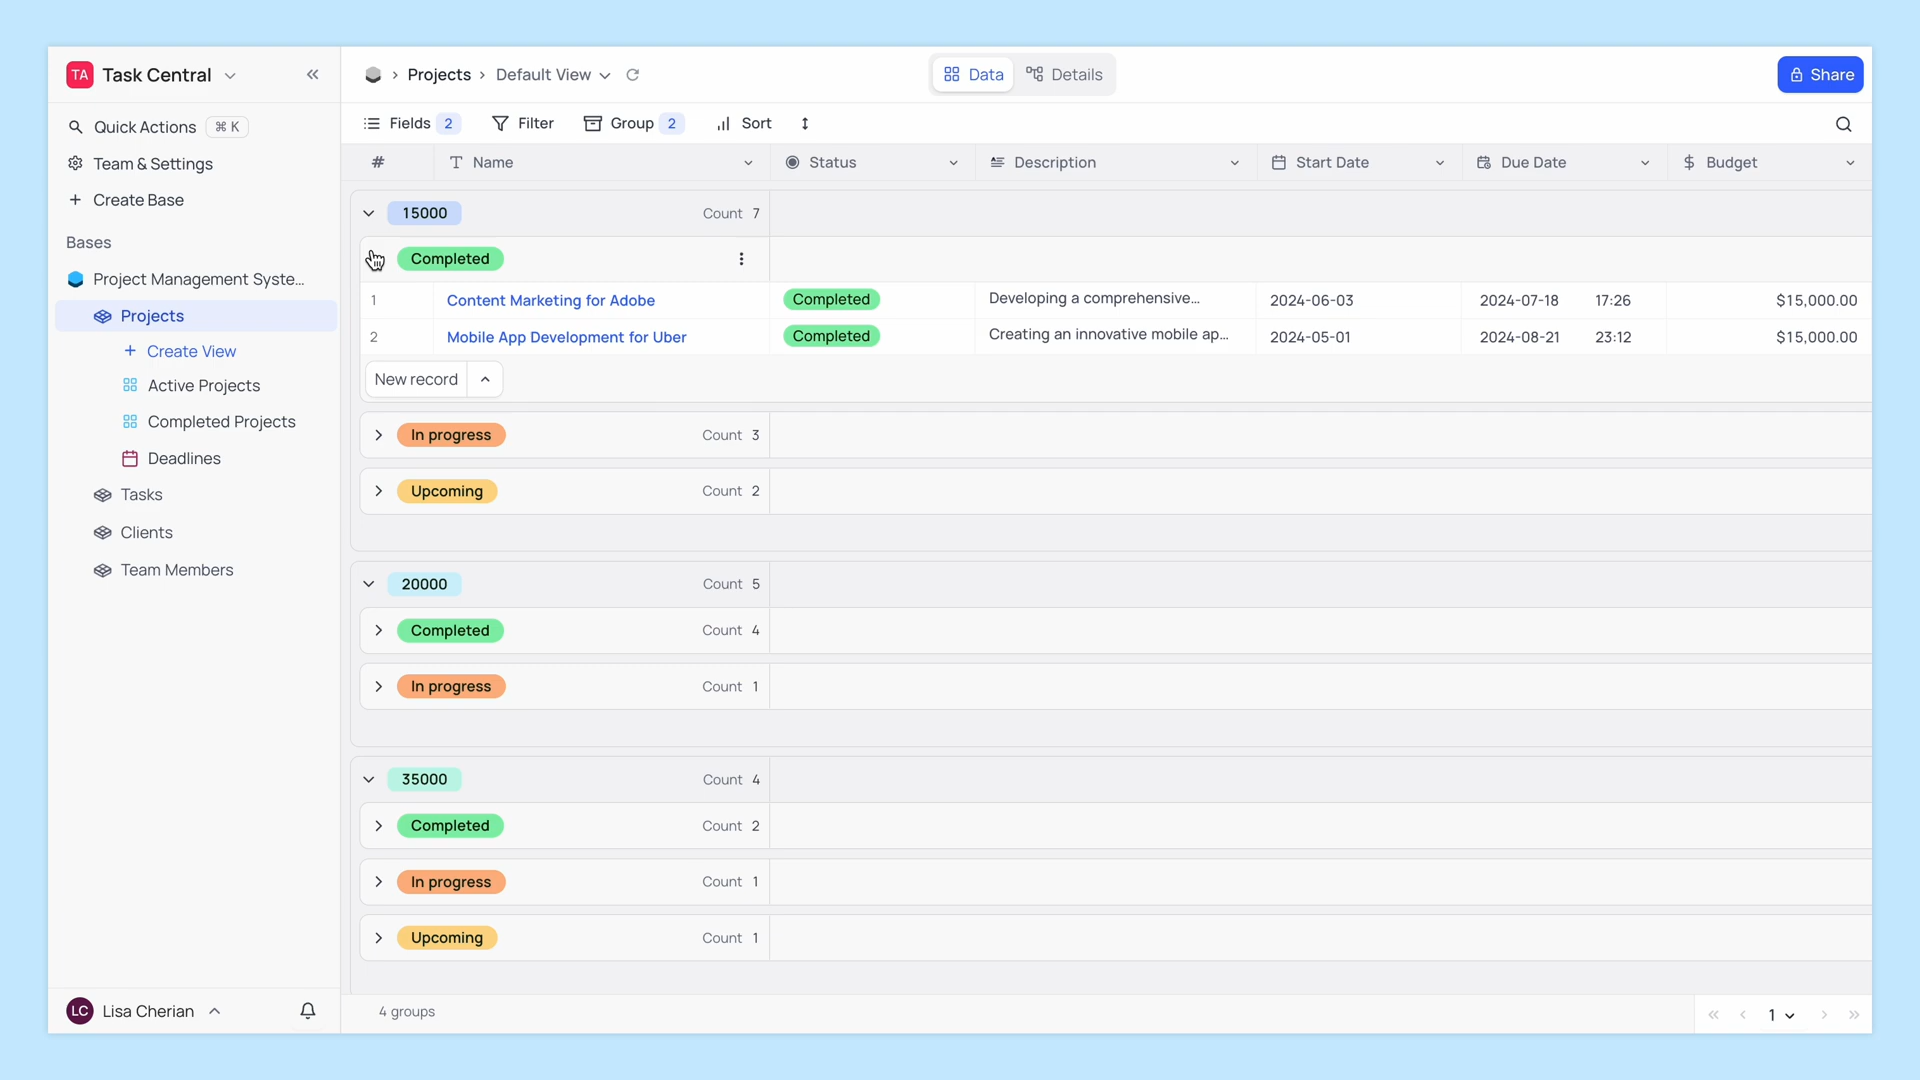 TA Task Central
Projects Default View
Data Details
Share
Quick Actions ⌘ K
Team & Settings
Create Base
Bases
Project Management Syste...
Projects
Create View
Active Projects
Completed Projects
Deadlines
Tasks
Clients
Team Members
LC Lisa Cherian
Fields 2 Filter Group 2 Sort
# Name Status Description Start Date Due Date Budget
15000 Count 7
Completed
1 Content Marketing for Adobe Completed Developing a comprehensive... 2024-06-03 2024-07-18 17:26 $15,000.00
2 Mobile App Development for Uber Completed Creating an innovative mobile ap... 2024-05-01 2024-08-21 23:12 $15,000.00
New record
In progress Count 3
Upcoming Count 2
20000 Count 5
Completed Count 4
In progress Count 1
35000 Count 4
Completed Count 2
In progress Count 1
Upcoming Count 1
4 groups
1